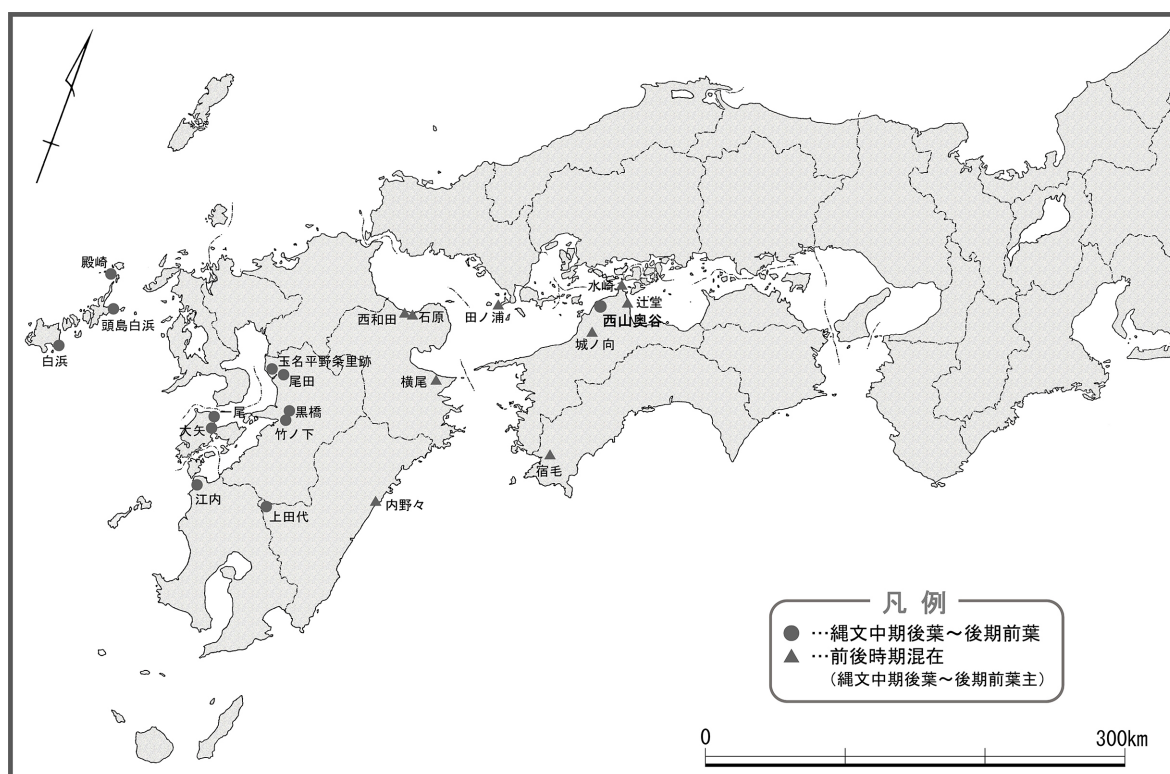 殿崎
頭島白浜
白浜
水崎
辻堂
西山奥谷
城ノ向
田ノ浦
西和田
石原
玉名平野条里跡
尾田
横尾
一尾
黒橋
大矢
竹ノ下
宿毛
江内
上田代
内野々
凡例
●…縄文中期後葉～後期前葉
▲…前後時期混在
（縄文中期後葉～後期前葉主）
0 300km